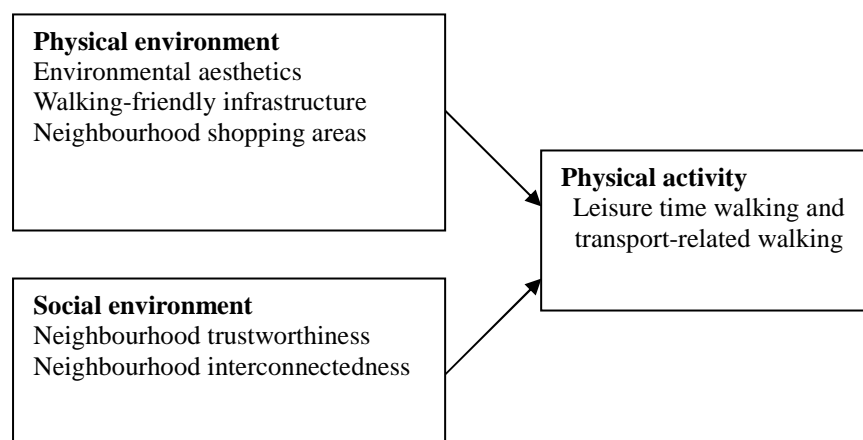 Physical environment
Environmental aesthetics
Walking-friendly infrastructure
Neighbourhood shopping areas
Physical activity
Leisure time walking and
transport-related walking
Social environment
Neighbourhood trustworthiness
Neighbourhood interconnectedness